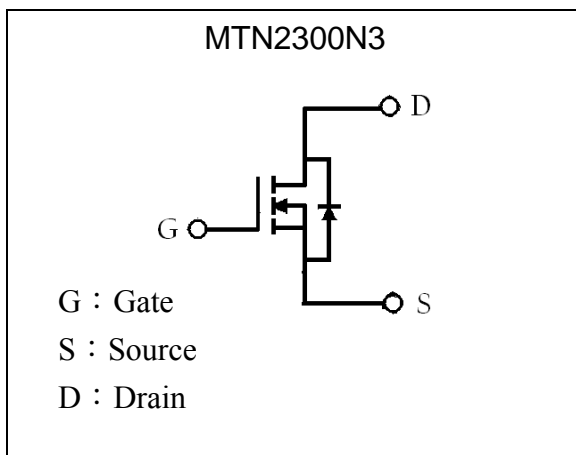 MTN2300N3
D
G
S
G：Gate
S：Source
D：Drain